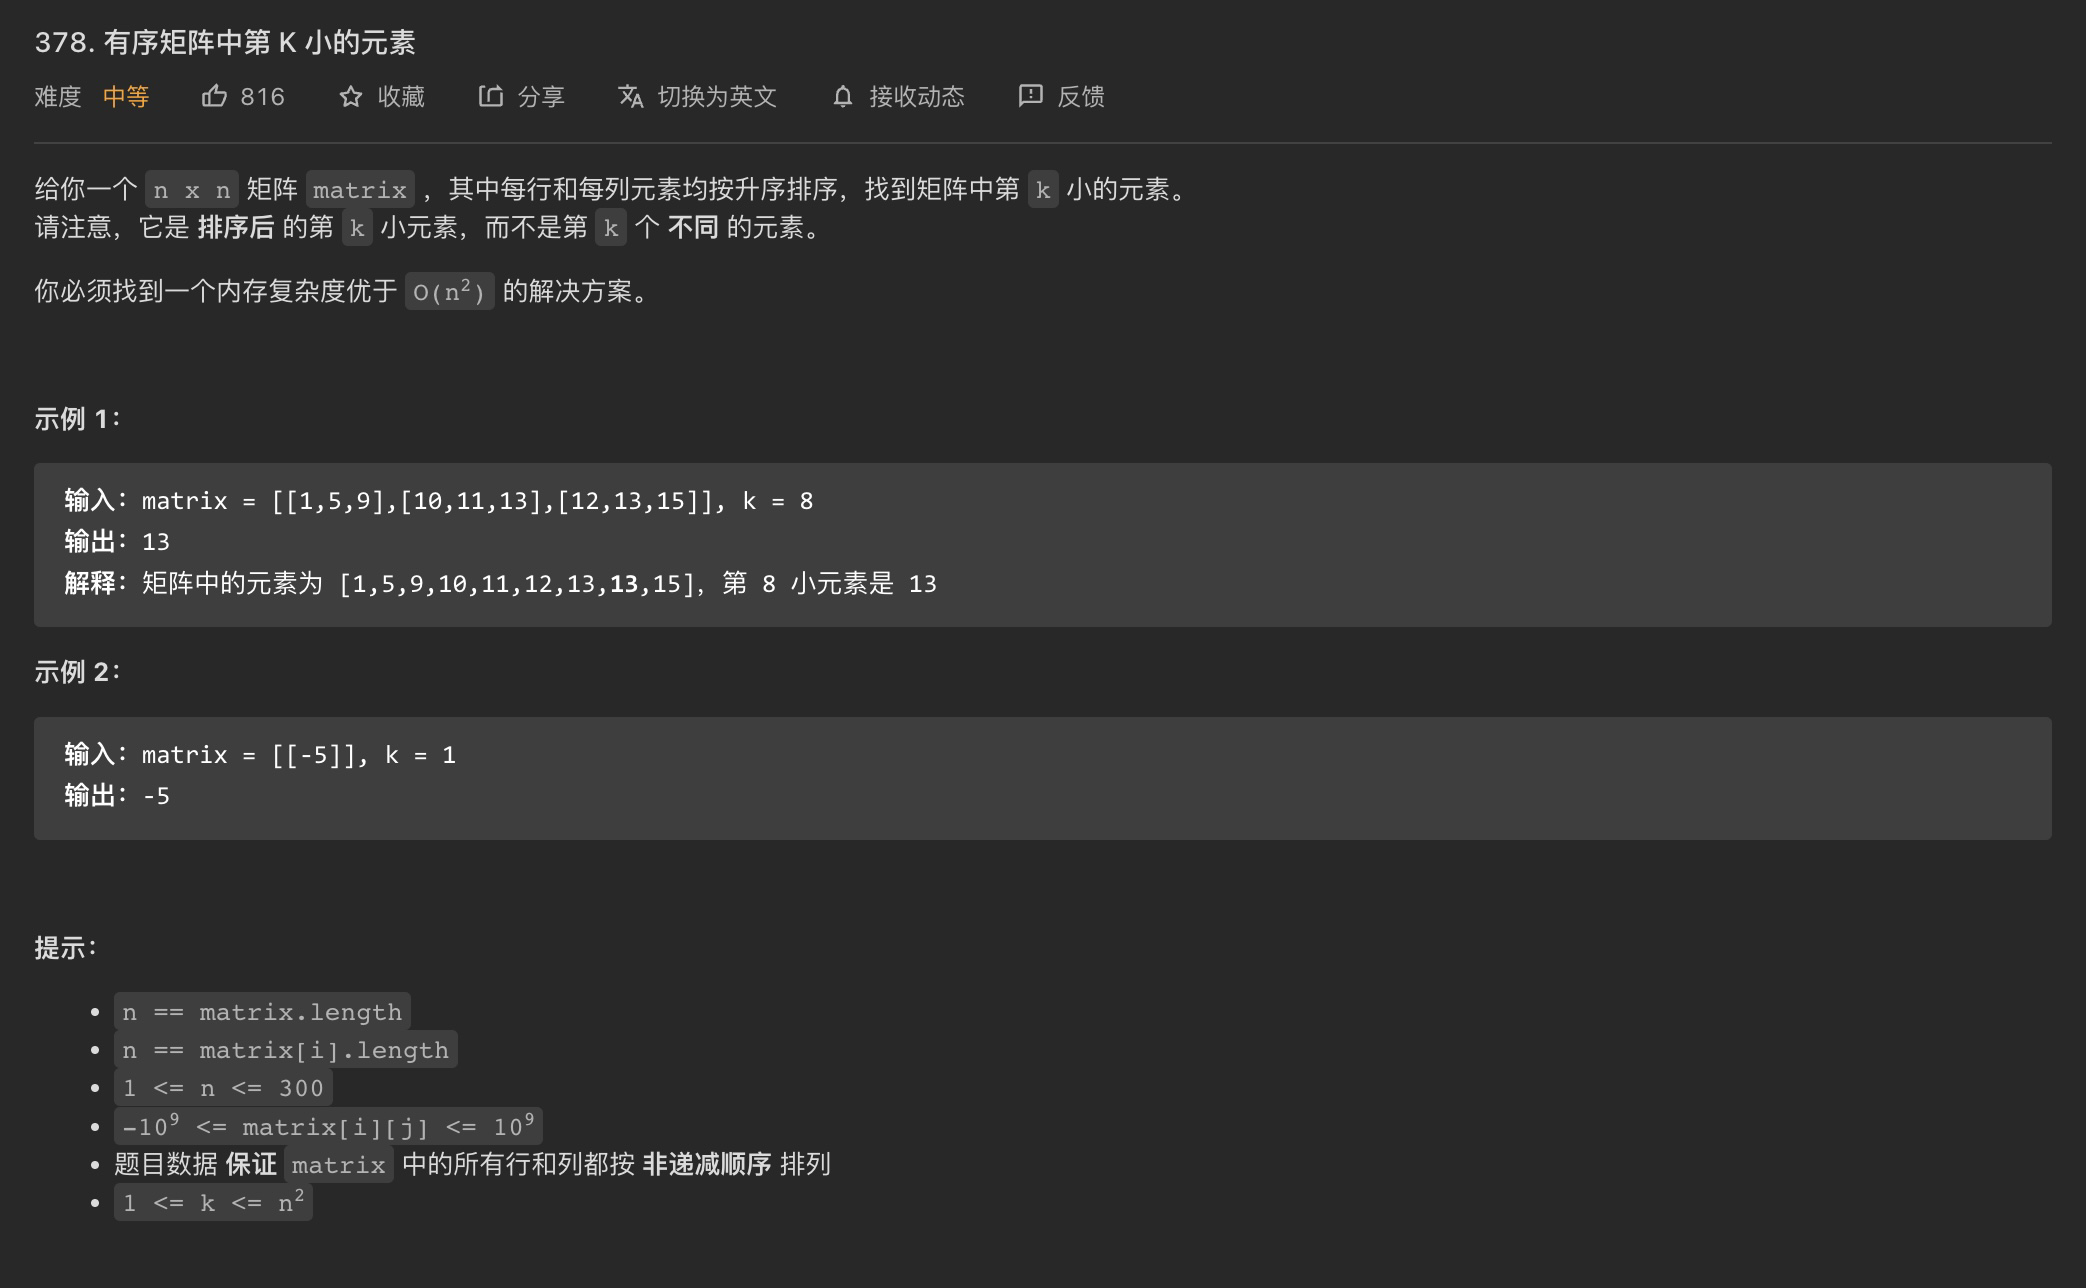 378. 有序矩阵中第 K 小的元素
难度 中等 816 收藏 分享 切换为英文 接收动态 反馈
给你一个 n x n 矩阵 matrix ，其中每行和每列元素均按升序排序，找到矩阵中第 k 小的元素。
请注意，它是 排序后 的第 k 小元素，而不是第 k 个 不同 的元素。
你必须找到一个内存复杂度优于 O(n²) 的解决方案。
示例 1：
输入：matrix = [[1,5,9],[10,11,13],[12,13,15]], k = 8
输出：13
解释：矩阵中的元素为 [1,5,9,10,11,12,13,13,15]，第 8 小元素是 13
示例 2：
输入：matrix = [[-5]], k = 1
输出：-5
提示：
• n == matrix.length
• n == matrix[i].length
• 1 <= n <= 300
• -10⁹ <= matrix[i][j] <= 10⁹
• 题目数据 保证 matrix 中的所有行和列都按 非递减顺序 排列
• 1 <= k <= n²